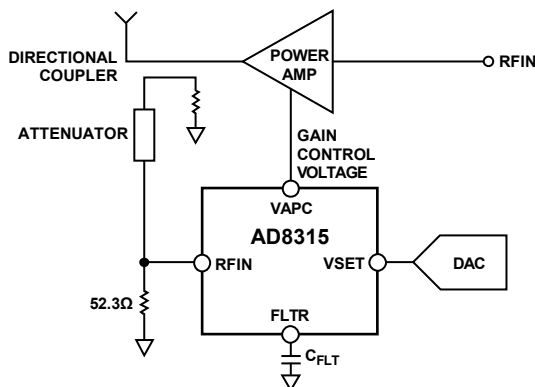 DIRECTIONAL
COUPLER
POWER
AMP
RFIN
ATTENUATOR
GAIN
CONTROL
VOLTAGE
VAPC
AD8315
RFIN
VSET
DAC
52.3Ω
FLTR
CFLT